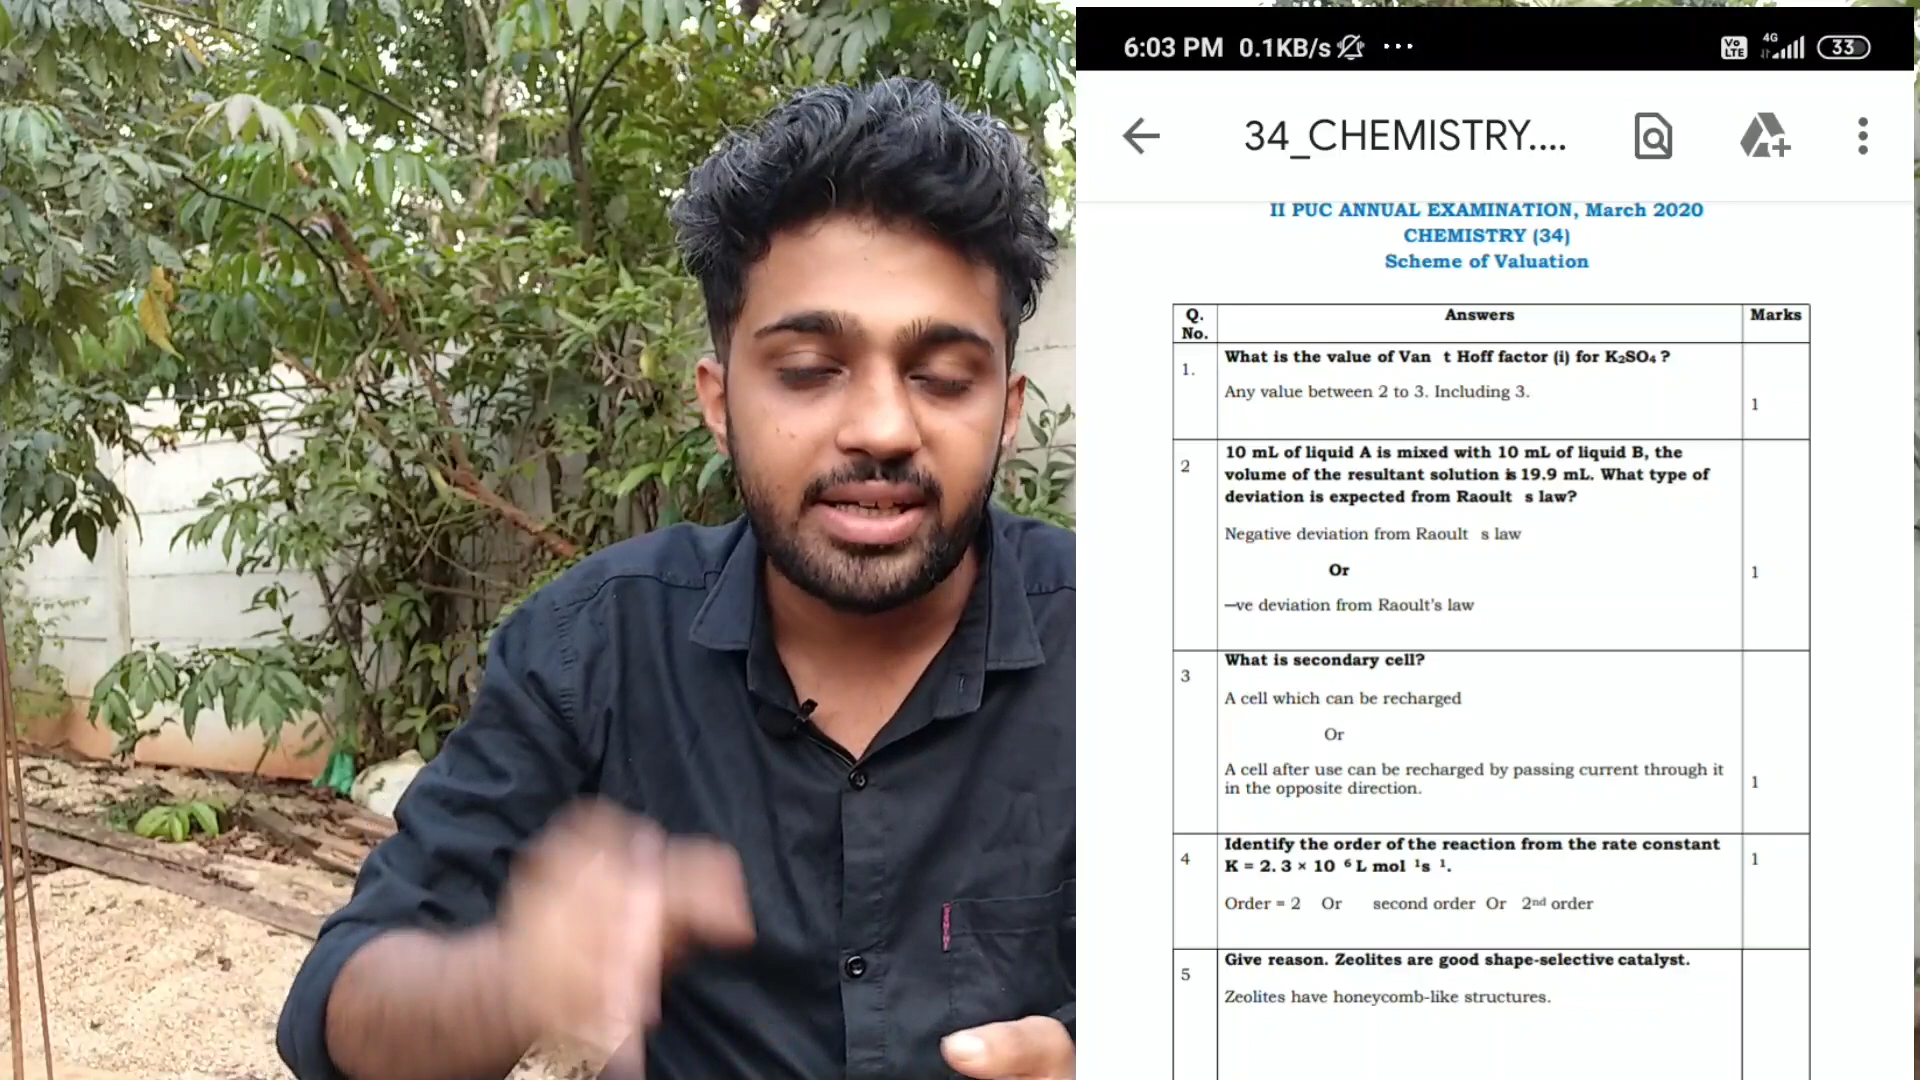 6:03 PM 0.1KB/s ...
Vo LTE 4G 33
34_CHEMISTRY....
II PUC ANNUAL EXAMINATION, March 2020
CHEMISTRY (34)
Scheme of Valuation
Q. No. Answers Marks
1. What is the value of Van t Hoff factor (i) for K₂SO₄ ?
Any value between 2 to 3. Including 3.
1
2 10 mL of liquid A is mixed with 10 mL of liquid B, the
volume of the resultant solution is 19.9 mL. What type of
deviation is expected from Raoult s law?
Negative deviation from Raoult s law
Or
1
–ve deviation from Raoult's law
3 What is secondary cell?
A cell which can be recharged
Or
A cell after use can be recharged by passing current through it
in the opposite direction.
1
4 Identify the order of the reaction from the rate constant
K = 2. 3 × 10 ⁶ L mol ¹s ¹.
1
Order = 2 Or second order Or 2nd order
5 Give reason. Zeolites are good shape-selective catalyst.
Zeolites have honeycomb-like structures.